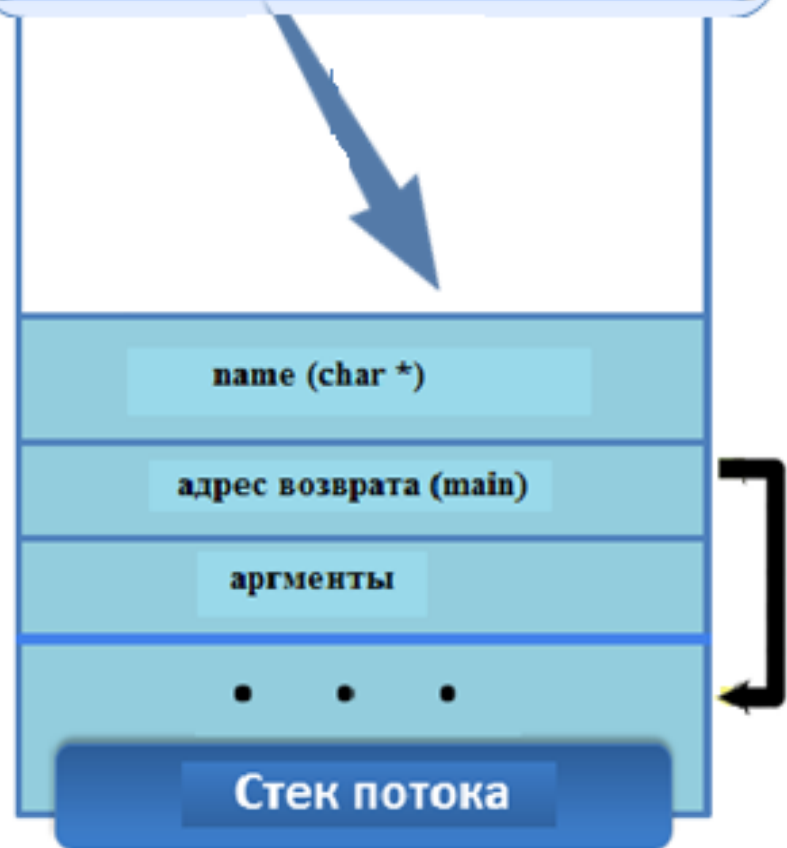 name (char *)
адрес возврата (main)
аргменты
• • •
Стек потока